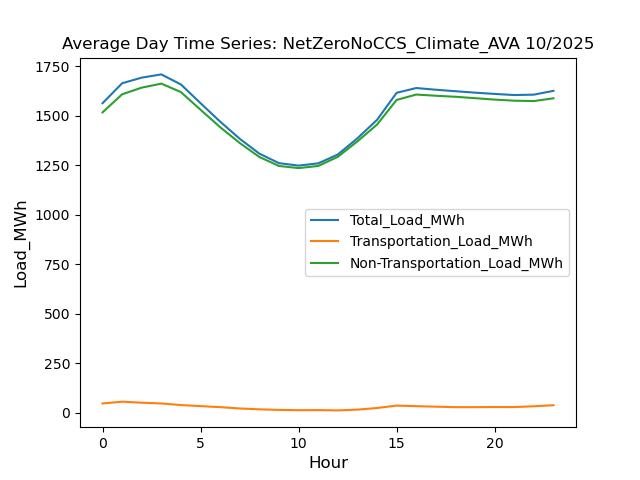 Average Day Time Series: NetZeroNoCCS_Climate_AVA 10/2025
1750
1500
1250
1000
750
500
250
0
Load_MWh
Total_Load_MWh
Transportation_Load_MWh
Non-Transportation_Load_MWh
0 5 10 15 20
Hour